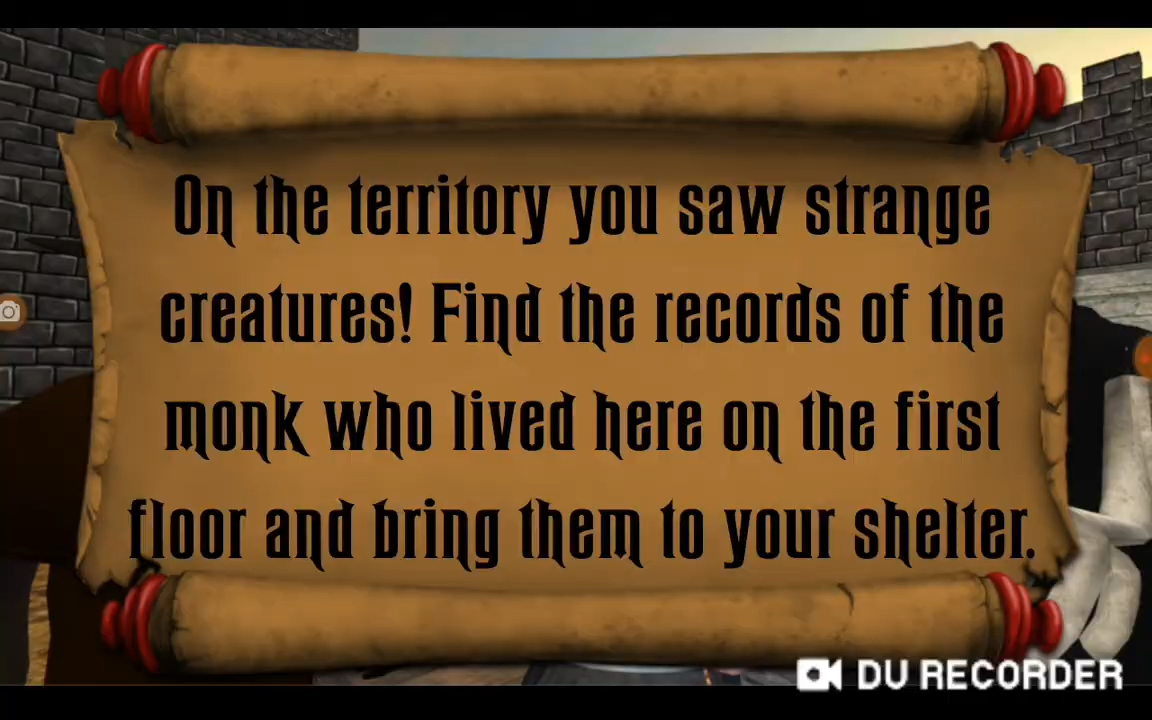 On the territory you saw strange
creatures! Find the records of the
monk who lived here on the first
floor and bring them to your shelter.
DU RECORDER